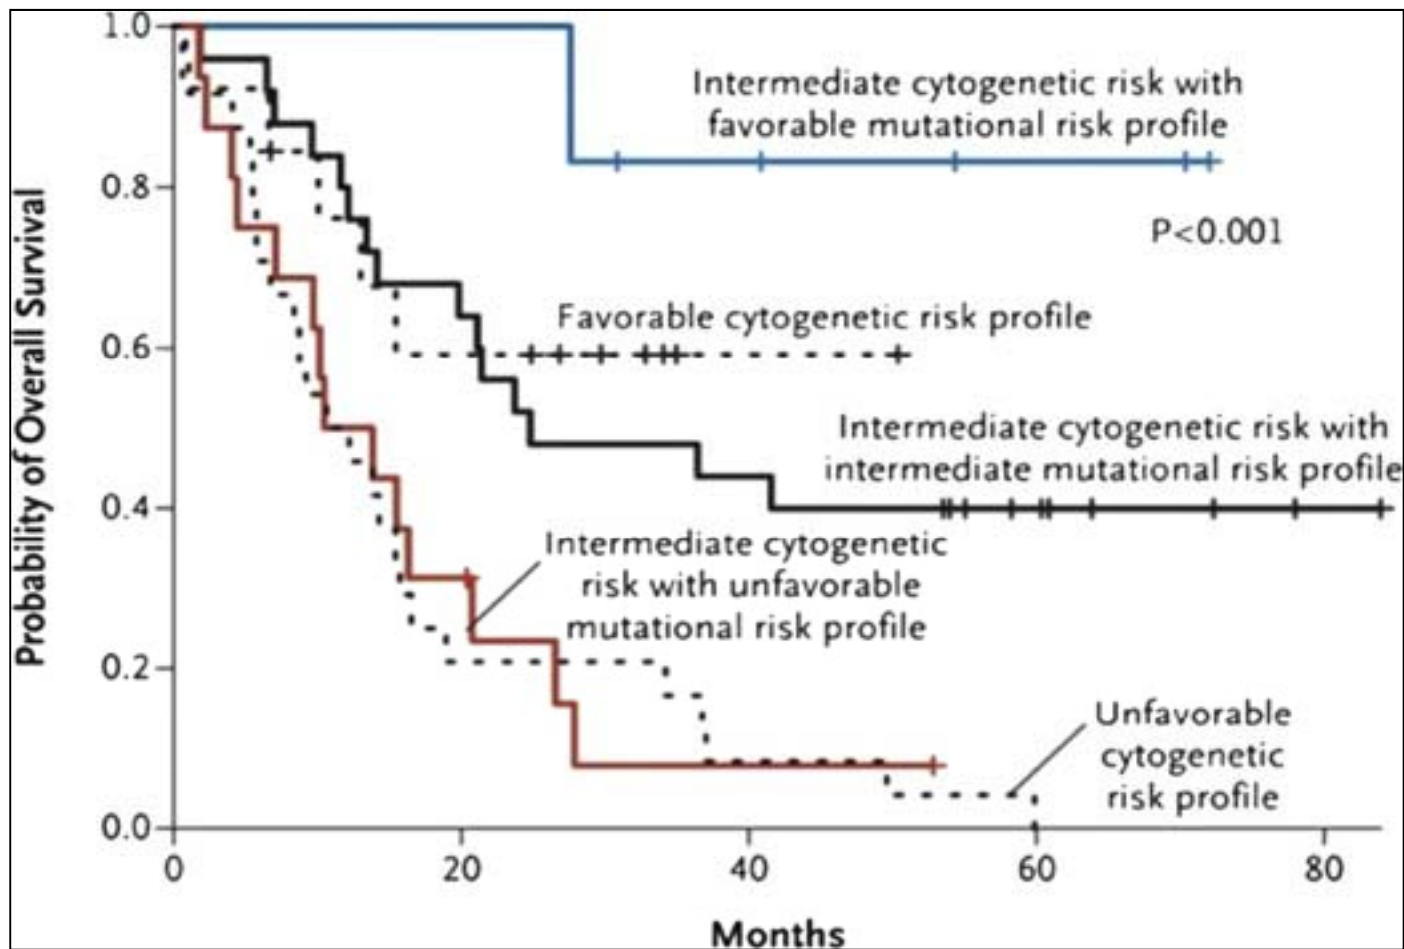 1.0
Intermediate cytogenetic risk with
favorable mutational risk profile
0.8
P<0.001
Favorable cytogenetic risk profile
0.6
Intermediate cytogenetic risk with
intermediate mutational risk profile
0.4
Intermediate cytogenetic
risk with unfavorable
mutational risk profile
0.2
Unfavorable
cytogenetic
risk profile
0.0
Probability of Overall Survival
0 20 40 60 80
Months